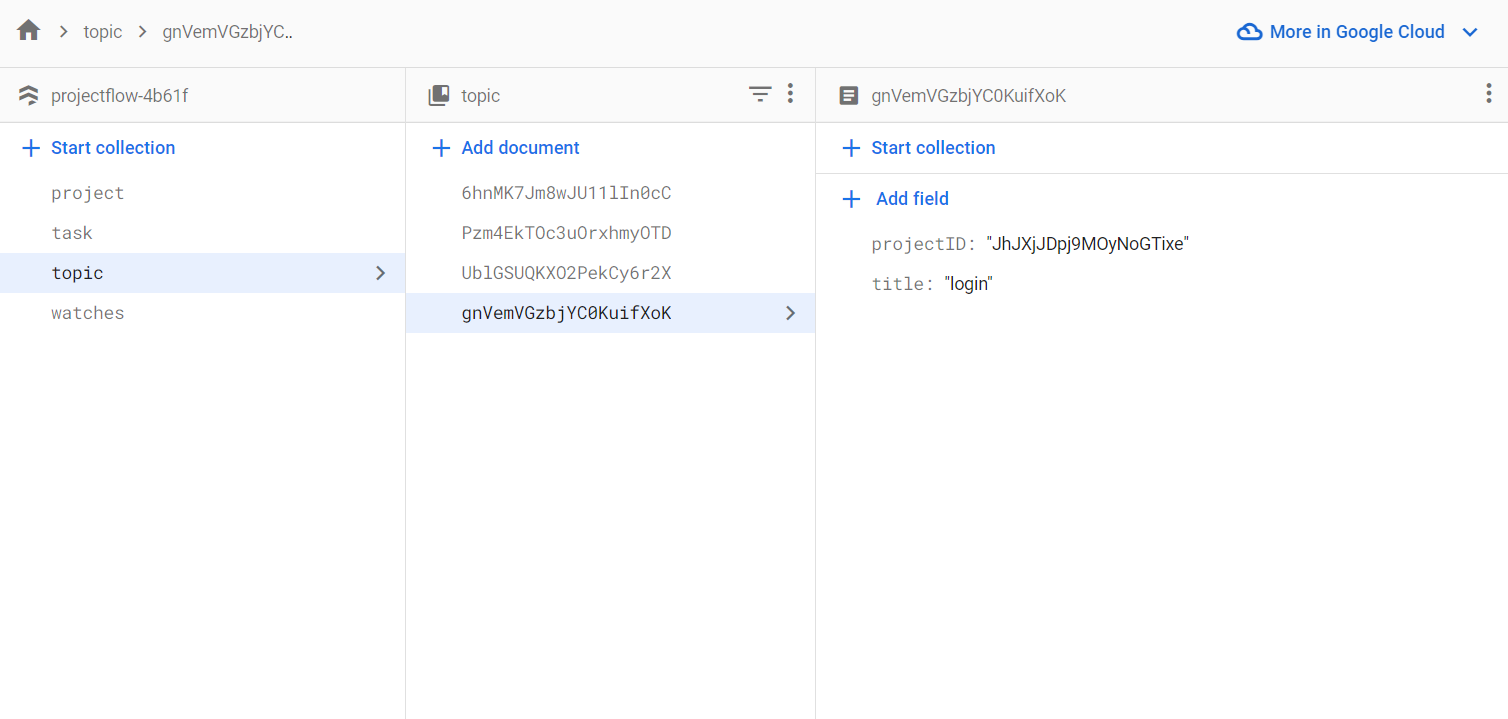 topic
gnVemVGzbjYC..
More in Google Cloud
projectflow-4b61f
Start collection
project
task
topic
watches
topic
Add document
6hnMK7Jm8wJU11lIn0cC
Pzm4EkTOc3uOrxhmyOTD
UblGSUQKXO2PekCy6r2X
gnVemVGzbjYC0KuifXoK
gnVemVGzbjYC0KuifXoK
Start collection
Add field
projectID: "JhJXjJDpj9MOyNoGTixe"
title: "login"